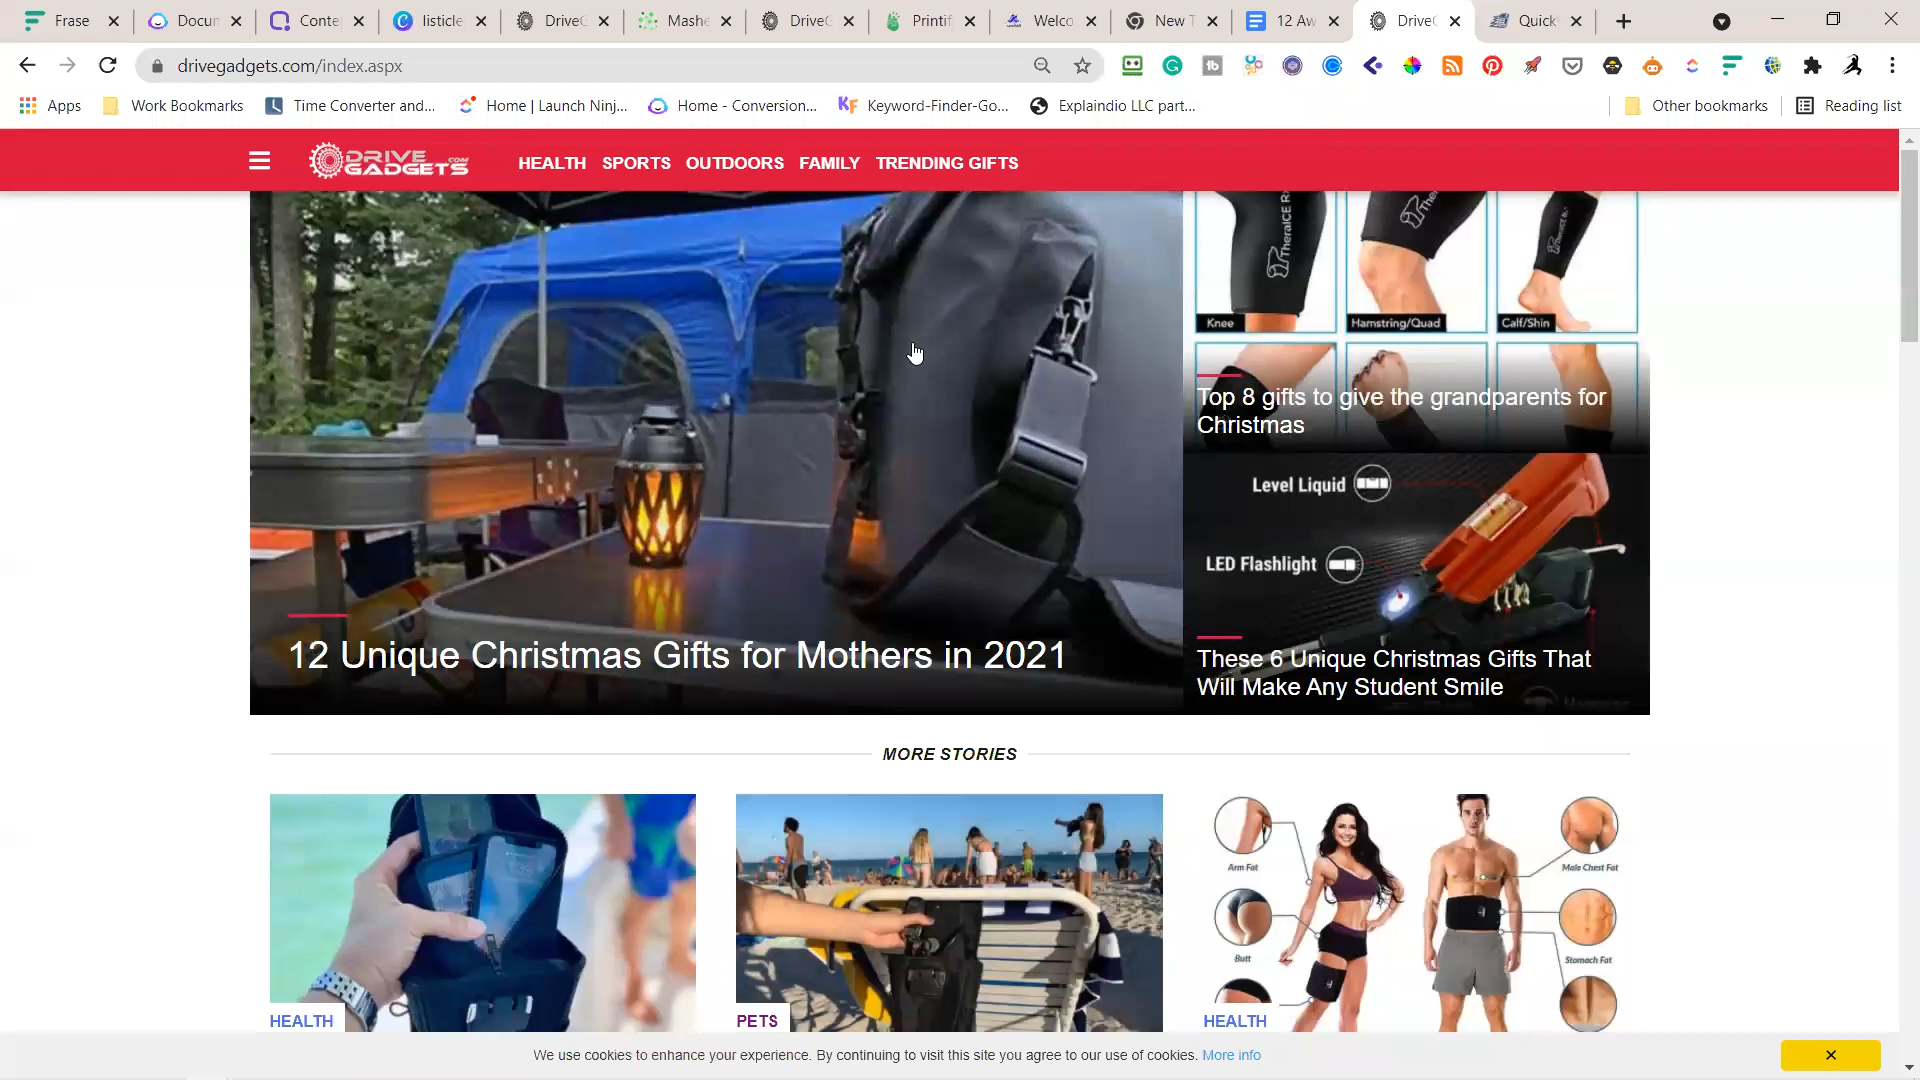 Frase
Docun
Conte
listicle
DriveG
Mashe
DriveG
Printif
Welco
New T
12 Aw
DriveG
Quick
drivegadgets.com/index.aspx
Apps
Work Bookmarks
Time Converter and...
Home | Launch Ninj...
Home - Conversion...
Keyword-Finder-Go...
Explaindio LLC part...
Other bookmarks
Reading list
DRIVE GADGETS .COM
HEALTH
SPORTS
OUTDOORS
FAMILY
TRENDING GIFTS
12 Unique Christmas Gifts for Mothers in 2021
Knee
Hamstring/Quad
Calf/Shin
Top 8 gifts to give the grandparents for
Christmas
Level Liquid
LED Flashlight
These 6 Unique Christmas Gifts That
Will Make Any Student Smile
MORE STORIES
HEALTH
PETS
Arm Fat
Male Chest Fat
Butt
Stomach Fat
HEALTH
We use cookies to enhance your experience. By continuing to visit this site you agree to our use of cookies. More info